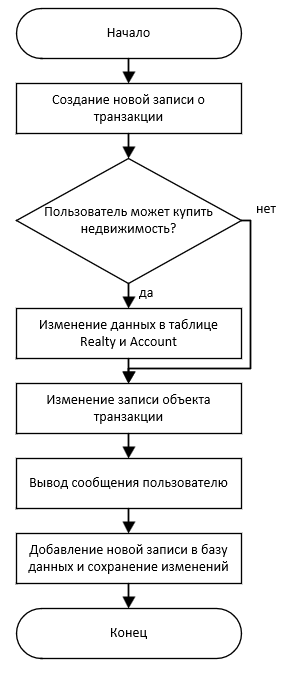 Начало
Создание новой записи о
транзакции
Пользователь может купить
недвижимость?
нет
да
Изменение данных в таблице
Realty и Account
Изменение записи объекта
транзакции
Вывод сообщения пользователю
Добавление новой записи в базу
данных и сохранение изменений
Конец